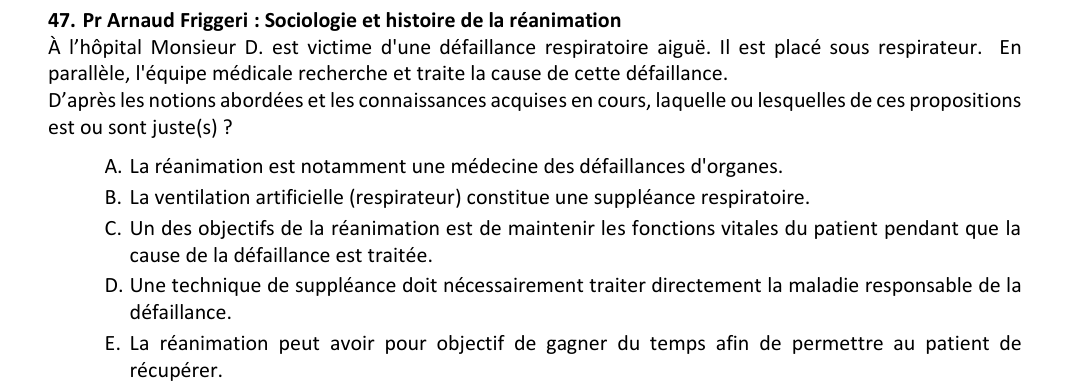 47. Pr Arnaud Friggeri : Sociologie et histoire de la réanimation
À l’hôpital Monsieur D. est victime d'une défaillance respiratoire aiguë. Il est placé sous respirateur. En
parallèle, l'équipe médicale recherche et traite la cause de cette défaillance.
D’après les notions abordées et les connaissances acquises en cours, laquelle ou lesquelles de ces propositions
est ou sont juste(s) ?
A. La réanimation est notamment une médecine des défaillances d'organes.
B. La ventilation artificielle (respirateur) constitue une suppléance respiratoire.
C. Un des objectifs de la réanimation est de maintenir les fonctions vitales du patient pendant que la
cause de la défaillance est traitée.
D. Une technique de suppléance doit nécessairement traiter directement la maladie responsable de la
défaillance.
E. La réanimation peut avoir pour objectif de gagner du temps afin de permettre au patient de
récupérer.